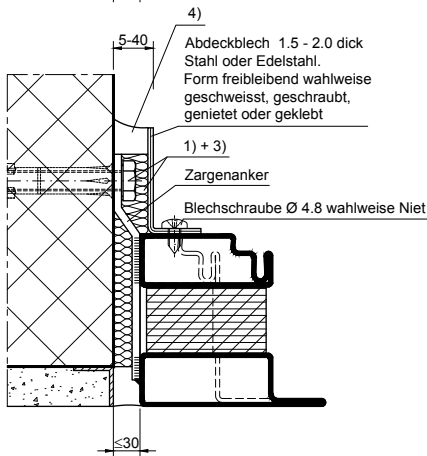 4)
5-40
Abdeckblech 1.5 - 2.0 dick
Stahl oder Edelstahl.
Form freibleibend wahlweise
geschweisst, geschraubt,
genietet oder geklebt
1) + 3)
Zargenanker
Blechschraube Ø 4.8 wahlweise Niet
≤30